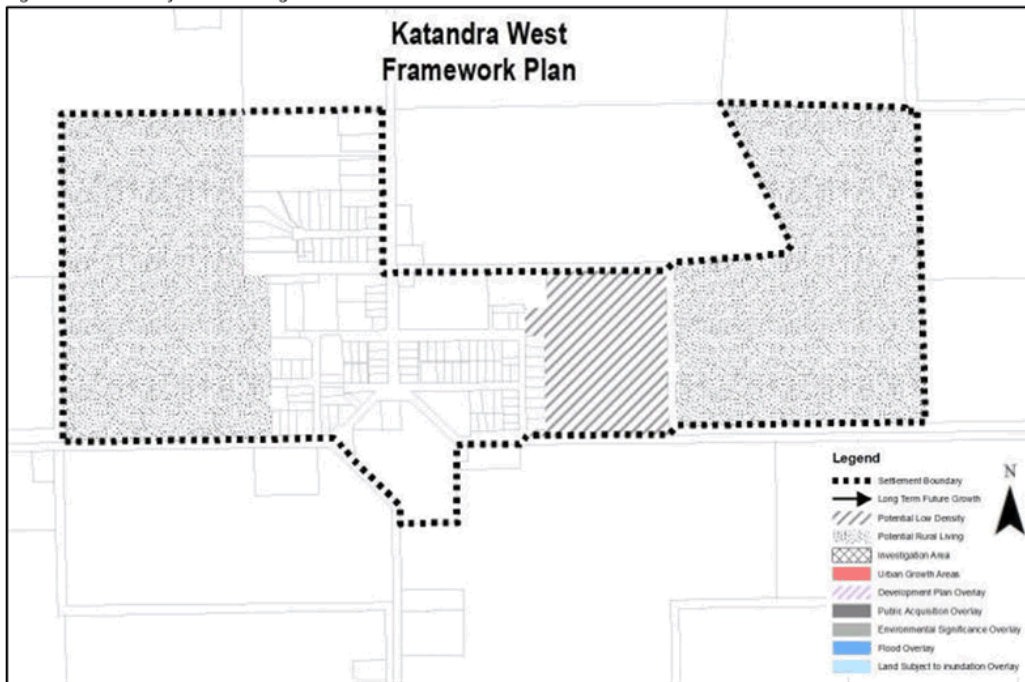 Katandra West
Framework Plan
Legend
Settlement Boundary
Long Term Future Growth
Potential Low Density
Potential Rural Living
Investigation Area
Urban Growth Areas
Development Plan Overlay
Public Acquisition Overlay
Environmental Significance Overlay
Flood Overlay
Land Subject to inundation Overlay
N